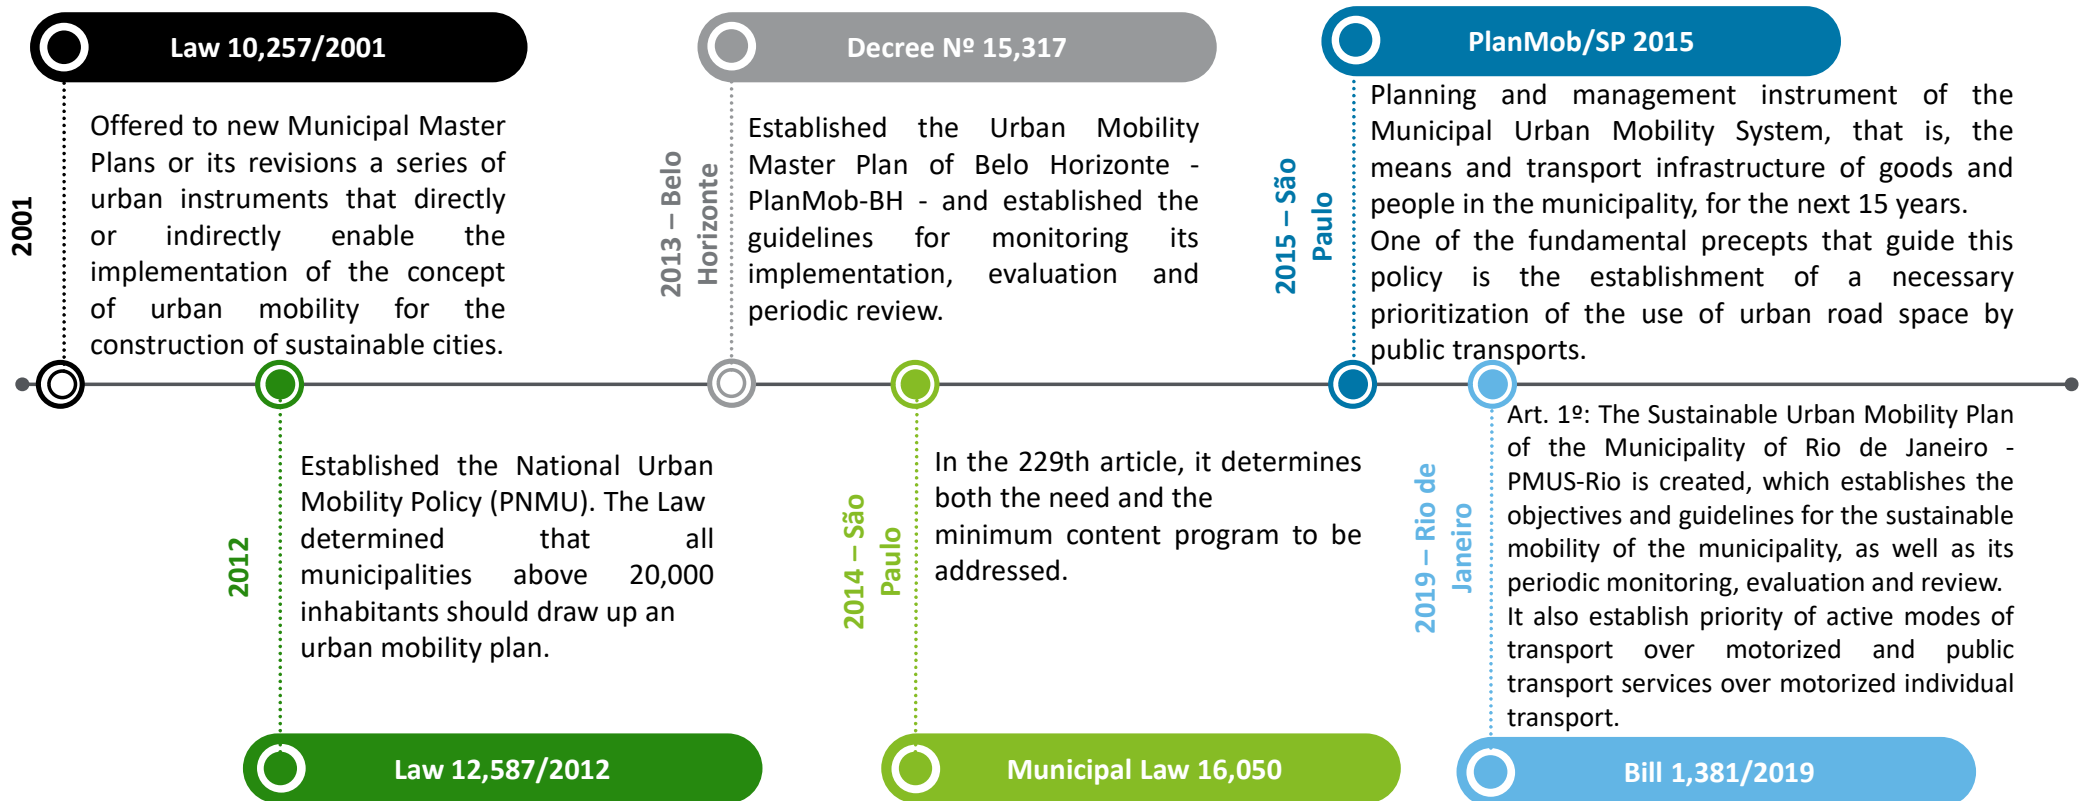 Law 10,257/2001
2001
Offered to new Municipal Master
Plans or its revisions a series of
urban instruments that directly
or indirectly enable the
implementation of the concept
of urban mobility for the
construction of sustainable cities.
2012
Established the National Urban
Mobility Policy (PNMU). The Law
determined that all
municipalities above 20,000
inhabitants should draw up an
urban mobility plan.
Law 12,587/2012
Decree Nº 15,317
2013 – Belo
Horizonte
Established the Urban Mobility
Master Plan of Belo Horizonte -
PlanMob-BH - and established the
guidelines for monitoring its
implementation, evaluation and
periodic review.
2014 – São
Paulo
In the 229th article, it determines
both the need and the
minimum content program to be
addressed.
Municipal Law 16,050
PlanMob/SP 2015
2015 – São
Paulo
Planning and management instrument of the
Municipal Urban Mobility System, that is, the
means and transport infrastructure of goods and
people in the municipality, for the next 15 years.
One of the fundamental precepts that guide this
policy is the establishment of a necessary
prioritization of the use of urban road space by
public transports.
2019 – Rio de
Janeiro
Art. 1º: The Sustainable Urban Mobility Plan
of the Municipality of Rio de Janeiro -
PMUS-Rio is created, which establishes the
objectives and guidelines for the sustainable
mobility of the municipality, as well as its
periodic monitoring, evaluation and review.
It also establish priority of active modes of
transport over motorized and public
transport services over motorized individual
transport.
Bill 1,381/2019